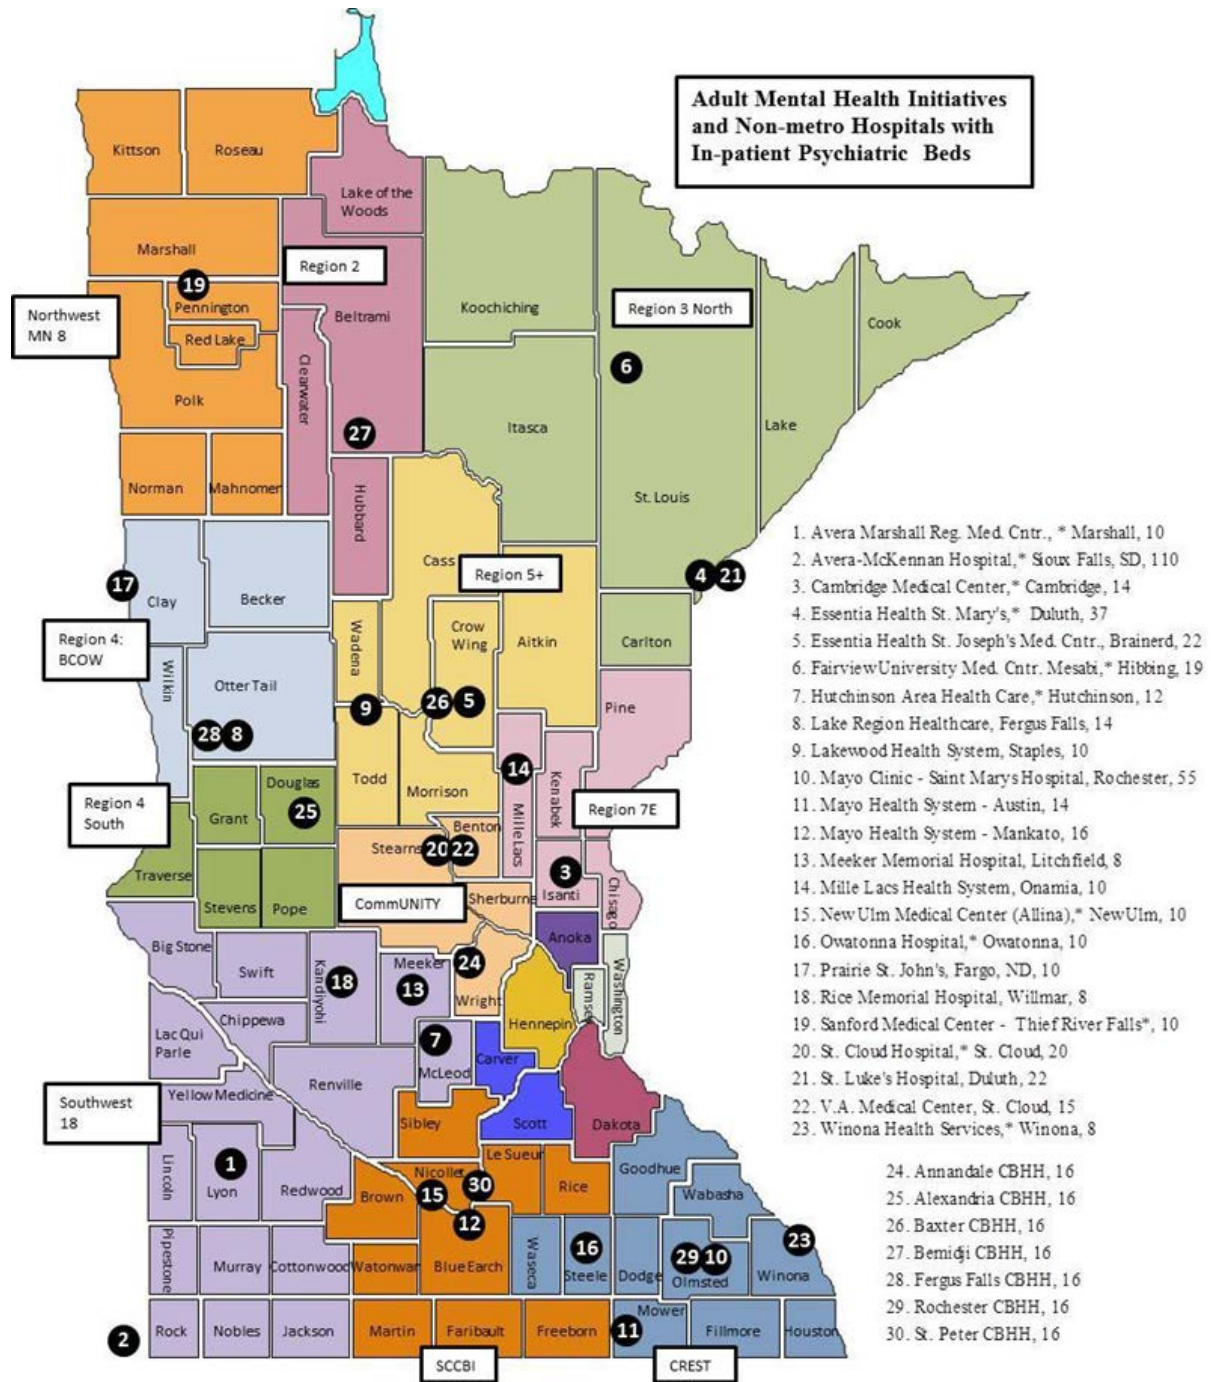 Adult Mental Health Initiatives
and Non-metro Hospitals with
In-patient Psychiatric Beds
Kittson
Roseau
Lake of the
Woods
Marshall
Region 2
19
Pennington
Northwest
MN 8
Red Lake
Beltrami
Clearwater
Koochiching
Region 3 North
Cook
6
Polk
27
Itasca
Lake
Norman
Mahnomen
Hubbard
St. Louis
Cass
Region 5+
4
21
17
Clay
Becker
Wadena
Crow
Wing
Aitkin
Carlton
Region 4:
BCOW
Wilkin
Otter Tail
9
26
5
Pine
28
8
Todd
Morrison
14
Mille Lacs
Kenabek
Region 7E
Region 4
South
Douglas
Grant
25
Benton
Stearns
20
22
3
Isanti
Chisago
Traverse
Stevens
Pope
CommUNITY
Sherburne
Anoka
Big Stone
Swift
Kandiyohi
18
Meeker
13
24
Wright
Ramsey
Washington
Hennepin
Chippewa
Lac Qui
Parle
7
McLeod
Carver
Renville
Yellow Medicine
Southwest
18
Sibley
Scott
Dakota
Lincoln
1
Lyon
Redwood
Brown
Nicollet
Le Sueur
Rice
Goodhue
15
30
12
Wabasha
Pipestone
Murray
Cottonwood
Watonwan
Blue Earch
Waseca
16
Steele
Dodge
29
10
Olmsted
23
Winona
2
Rock
Nobles
Jackson
Martin
Faribault
Freeborn
11
Mower
Fillmore
Houston
SCCBI
CREST
1. Avera Marshall Reg. Med. Cntr., * Marshall, 10
2. Avera-McKennan Hospital,* Sioux Falls, SD, 110
3. Cambridge Medical Center,* Cambridge, 14
4. Essentia Health St. Mary's,* Duluth, 37
5. Essentia Health St. Joseph's Med. Cntr., Brainerd, 22
6. Fairview University Med. Cntr. Mesabi,* Hibbing, 19
7. Hutchinson Area Health Care,* Hutchinson, 12
8. Lake Region Healthcare, Fergus Falls, 14
9. Lakewood Health System, Staples, 10
10. Mayo Clinic - Saint Marys Hospital, Rochester, 55
11. Mayo Health System - Austin, 14
12. Mayo Health System - Mankato, 16
13. Meeker Memorial Hospital, Litchfield, 8
14. Mille Lacs Health System, Onamia, 10
15. New Ulm Medical Center (Allina),* New Ulm, 10
16. Owatonna Hospital,* Owatonna, 10
17. Prairie St. John's, Fargo, ND, 10
18. Rice Memorial Hospital, Willmar, 8
19. Sanford Medical Center - Thief River Falls*, 10
20. St. Cloud Hospital,* St. Cloud, 20
21. St. Luke's Hospital, Duluth, 22
22. V.A. Medical Center, St. Cloud, 15
23. Winona Health Services,* Winona, 8
24. Annandale CBHH, 16
25. Alexandria CBHH, 16
26. Baxter CBHH, 16
27. Bemidji CBHH, 16
28. Fergus Falls CBHH, 16
29. Rochester CBHH, 16
30. St. Peter CBHH, 16